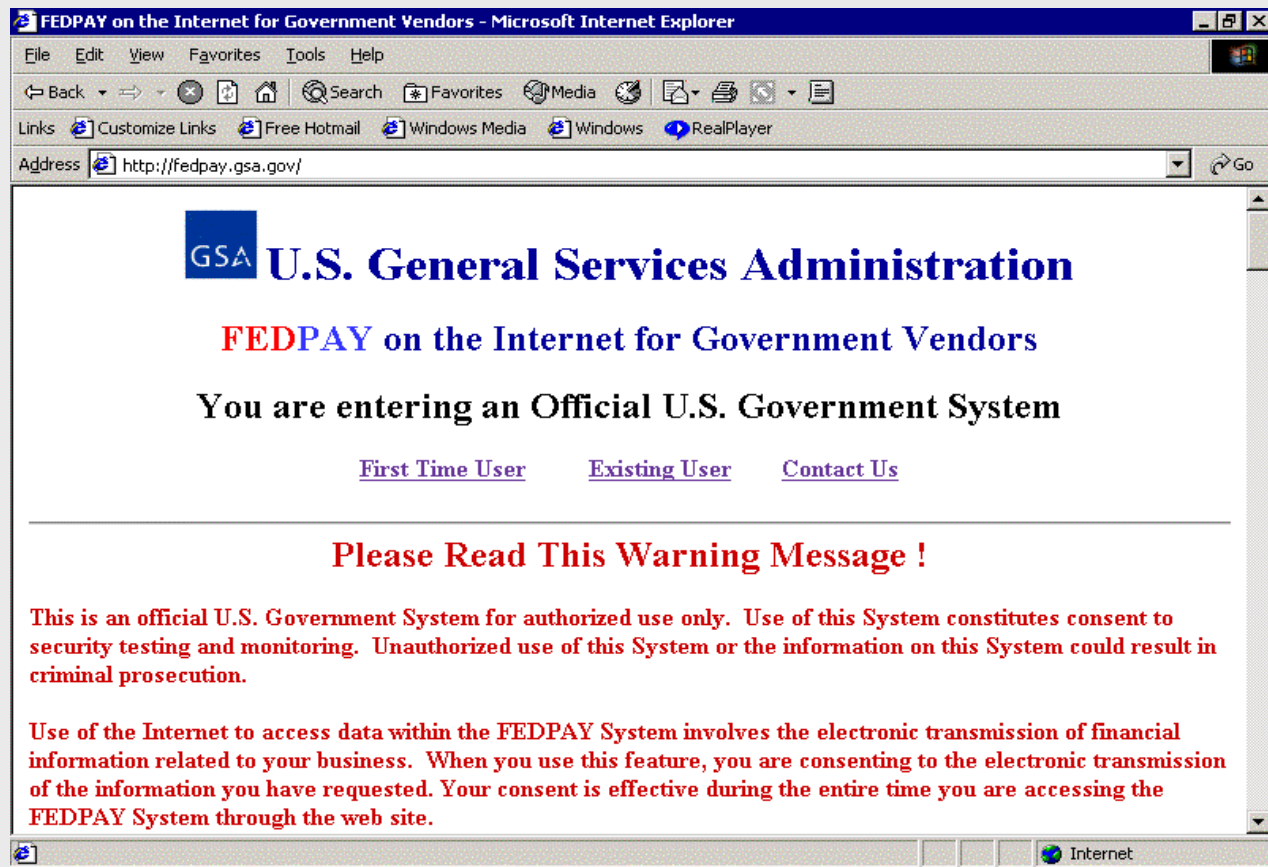 FEDPAY on the Internet for Government Vendors - Microsoft Internet Explorer
File Edit View Favorites Tools Help
Back Search Favorites Media
Links Customize Links Free Hotmail Windows Media Windows RealPlayer
Address http://fedpay.gsa.gov/ Go
GSA U.S. General Services Administration
FEDPAY on the Internet for Government Vendors
You are entering an Official U.S. Government System
First Time User Existing User Contact Us
Please Read This Warning Message !
This is an official U.S. Government System for authorized use only. Use of this System constitutes consent to
security testing and monitoring. Unauthorized use of this System or the information on this System could result in
criminal prosecution.
Use of the Internet to access data within the FEDPAY System involves the electronic transmission of financial
information related to your business. When you use this feature, you are consenting to the electronic transmission
of the information you have requested. Your consent is effective during the entire time you are accessing the
FEDPAY System through the web site.
Internet